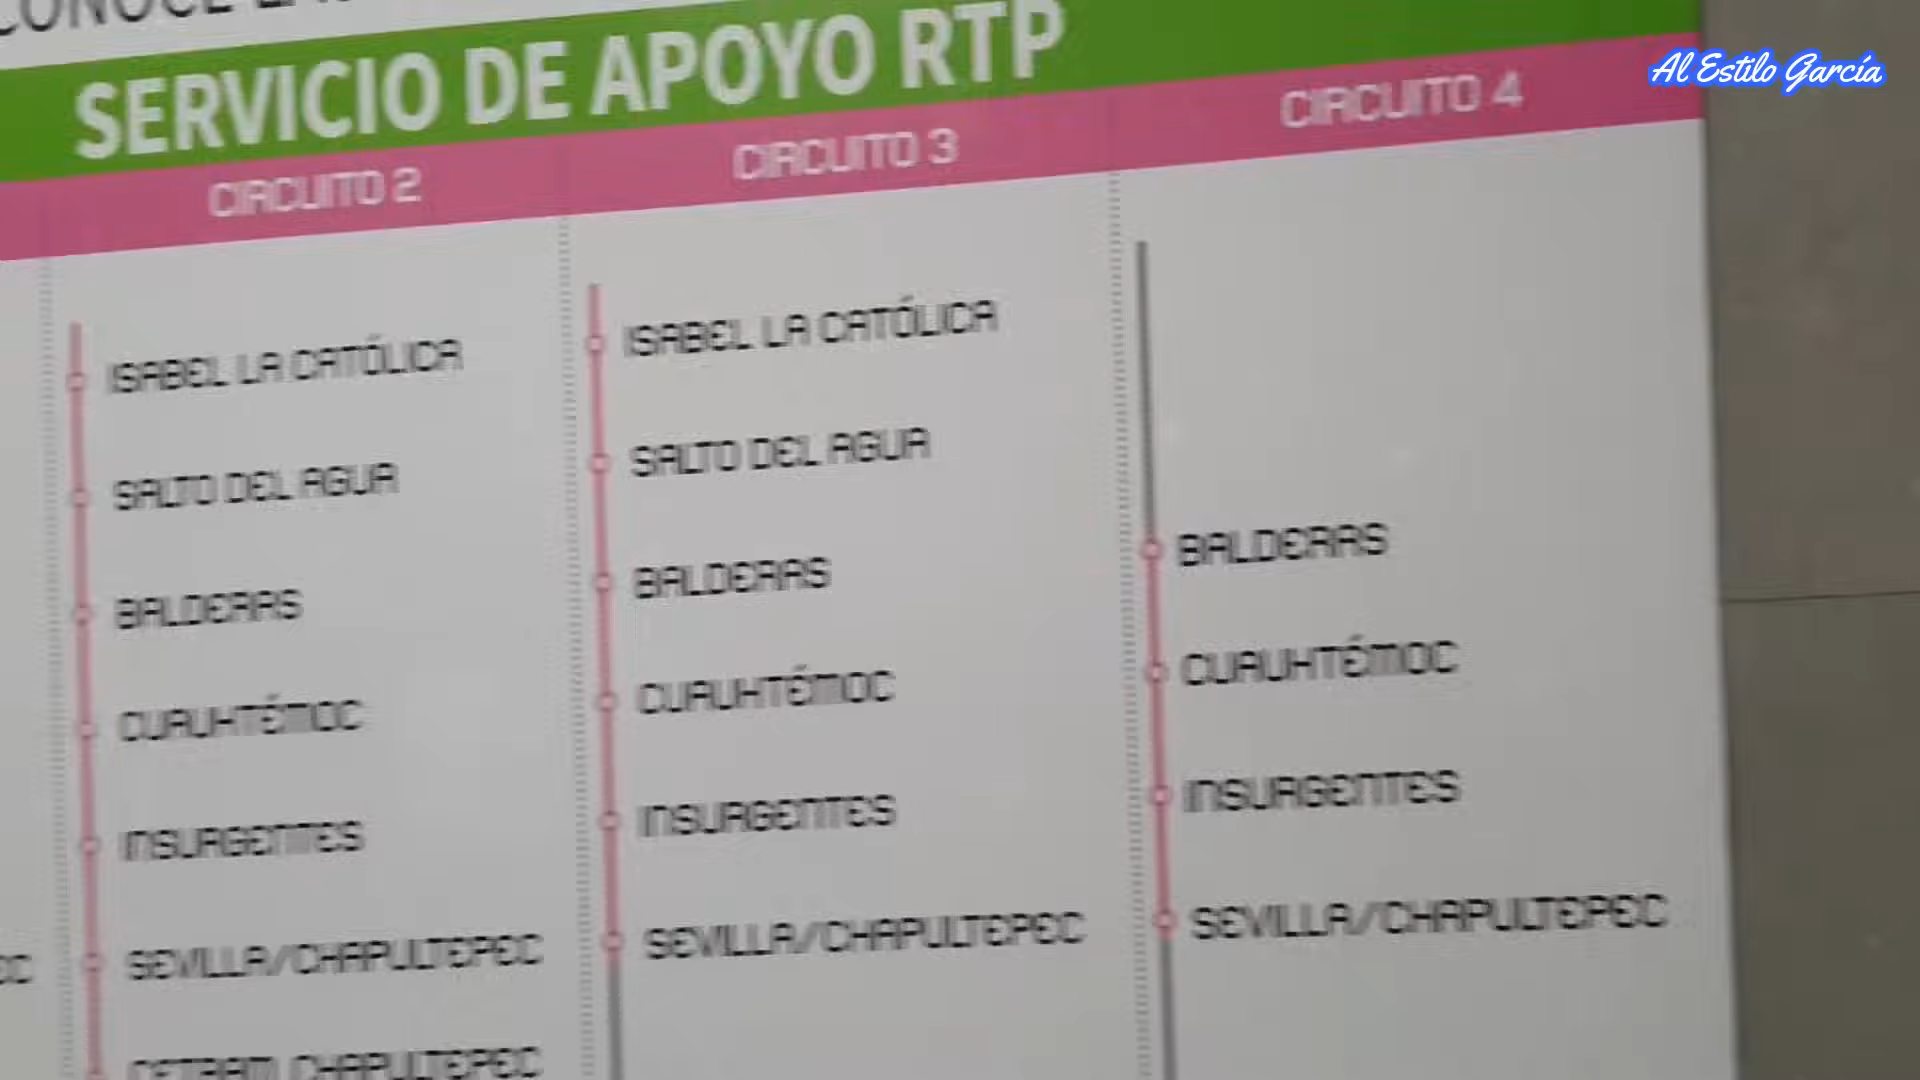 SERVICIO DE APOYO RTP
Al Estilo García
CIRCUITO 2
CIRCUITO 3
CIRCUITO 4
ISABEL LA CATÓLICA
SALTO DEL AGUA
BALDERAS
CUAUHTÉMOC
INSURGENTES
SEVILLA/CHAPULTEPEC
CETRAM CHAPULTEPEC
ISABEL LA CATÓLICA
SALTO DEL AGUA
BALDERAS
CUAUHTÉMOC
INSURGENTES
SEVILLA/CHAPULTEPEC
BALDERAS
CUAUHTÉMOC
INSURGENTES
SEVILLA/CHAPULTEPEC